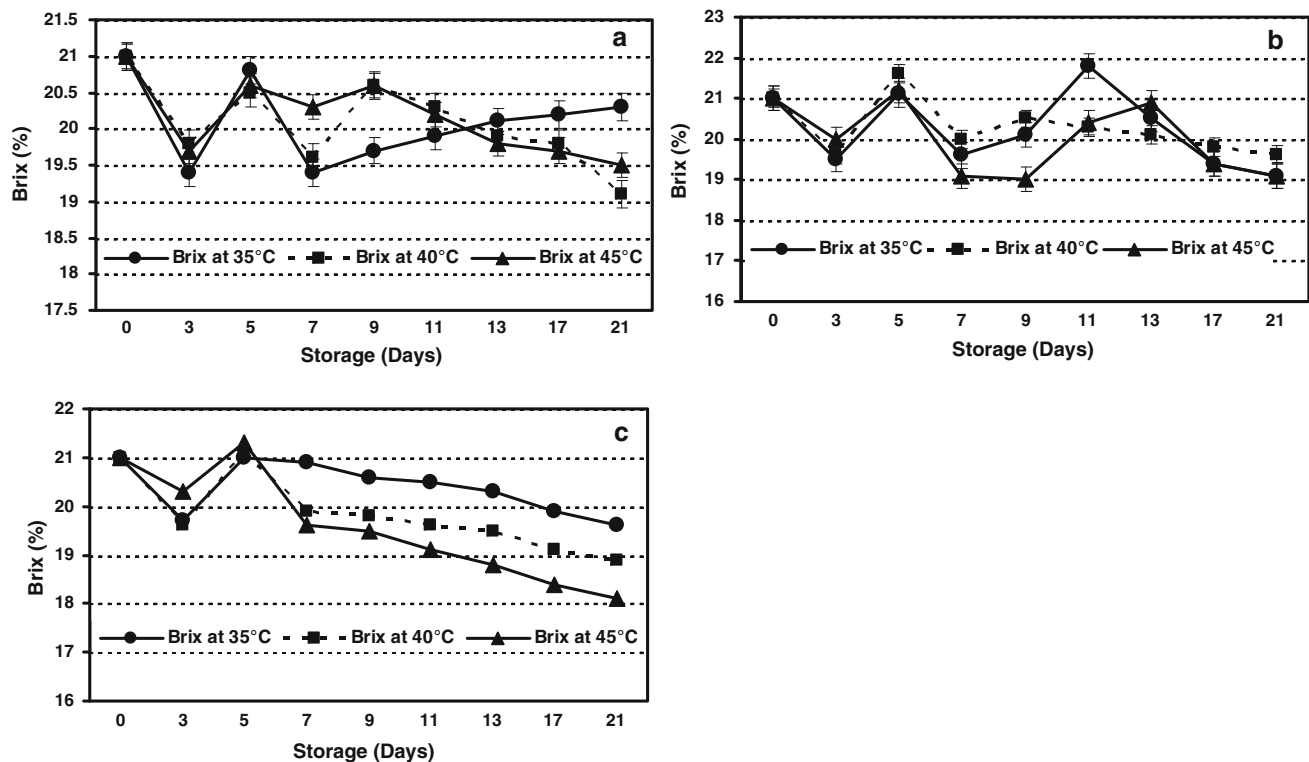 a
21.5
21
20.5
20
19.5
19
18.5
18
17.5
Brix (%)
Brix at 35°C Brix at 40°C Brix at 45°C
0 3 5 7 9 11 13 17 21
Storage (Days)
b
23
22
21
20
19
18
17
16
Brix (%)
Brix at 35°C Brix at 40°C Brix at 45°C
0 3 5 7 9 11 13 17 21
Storage (Days)
c
22
21
20
19
18
17
16
Brix (%)
Brix at 35°C Brix at 40°C Brix at 45°C
0 3 5 7 9 11 13 17 21
Storage (Days)